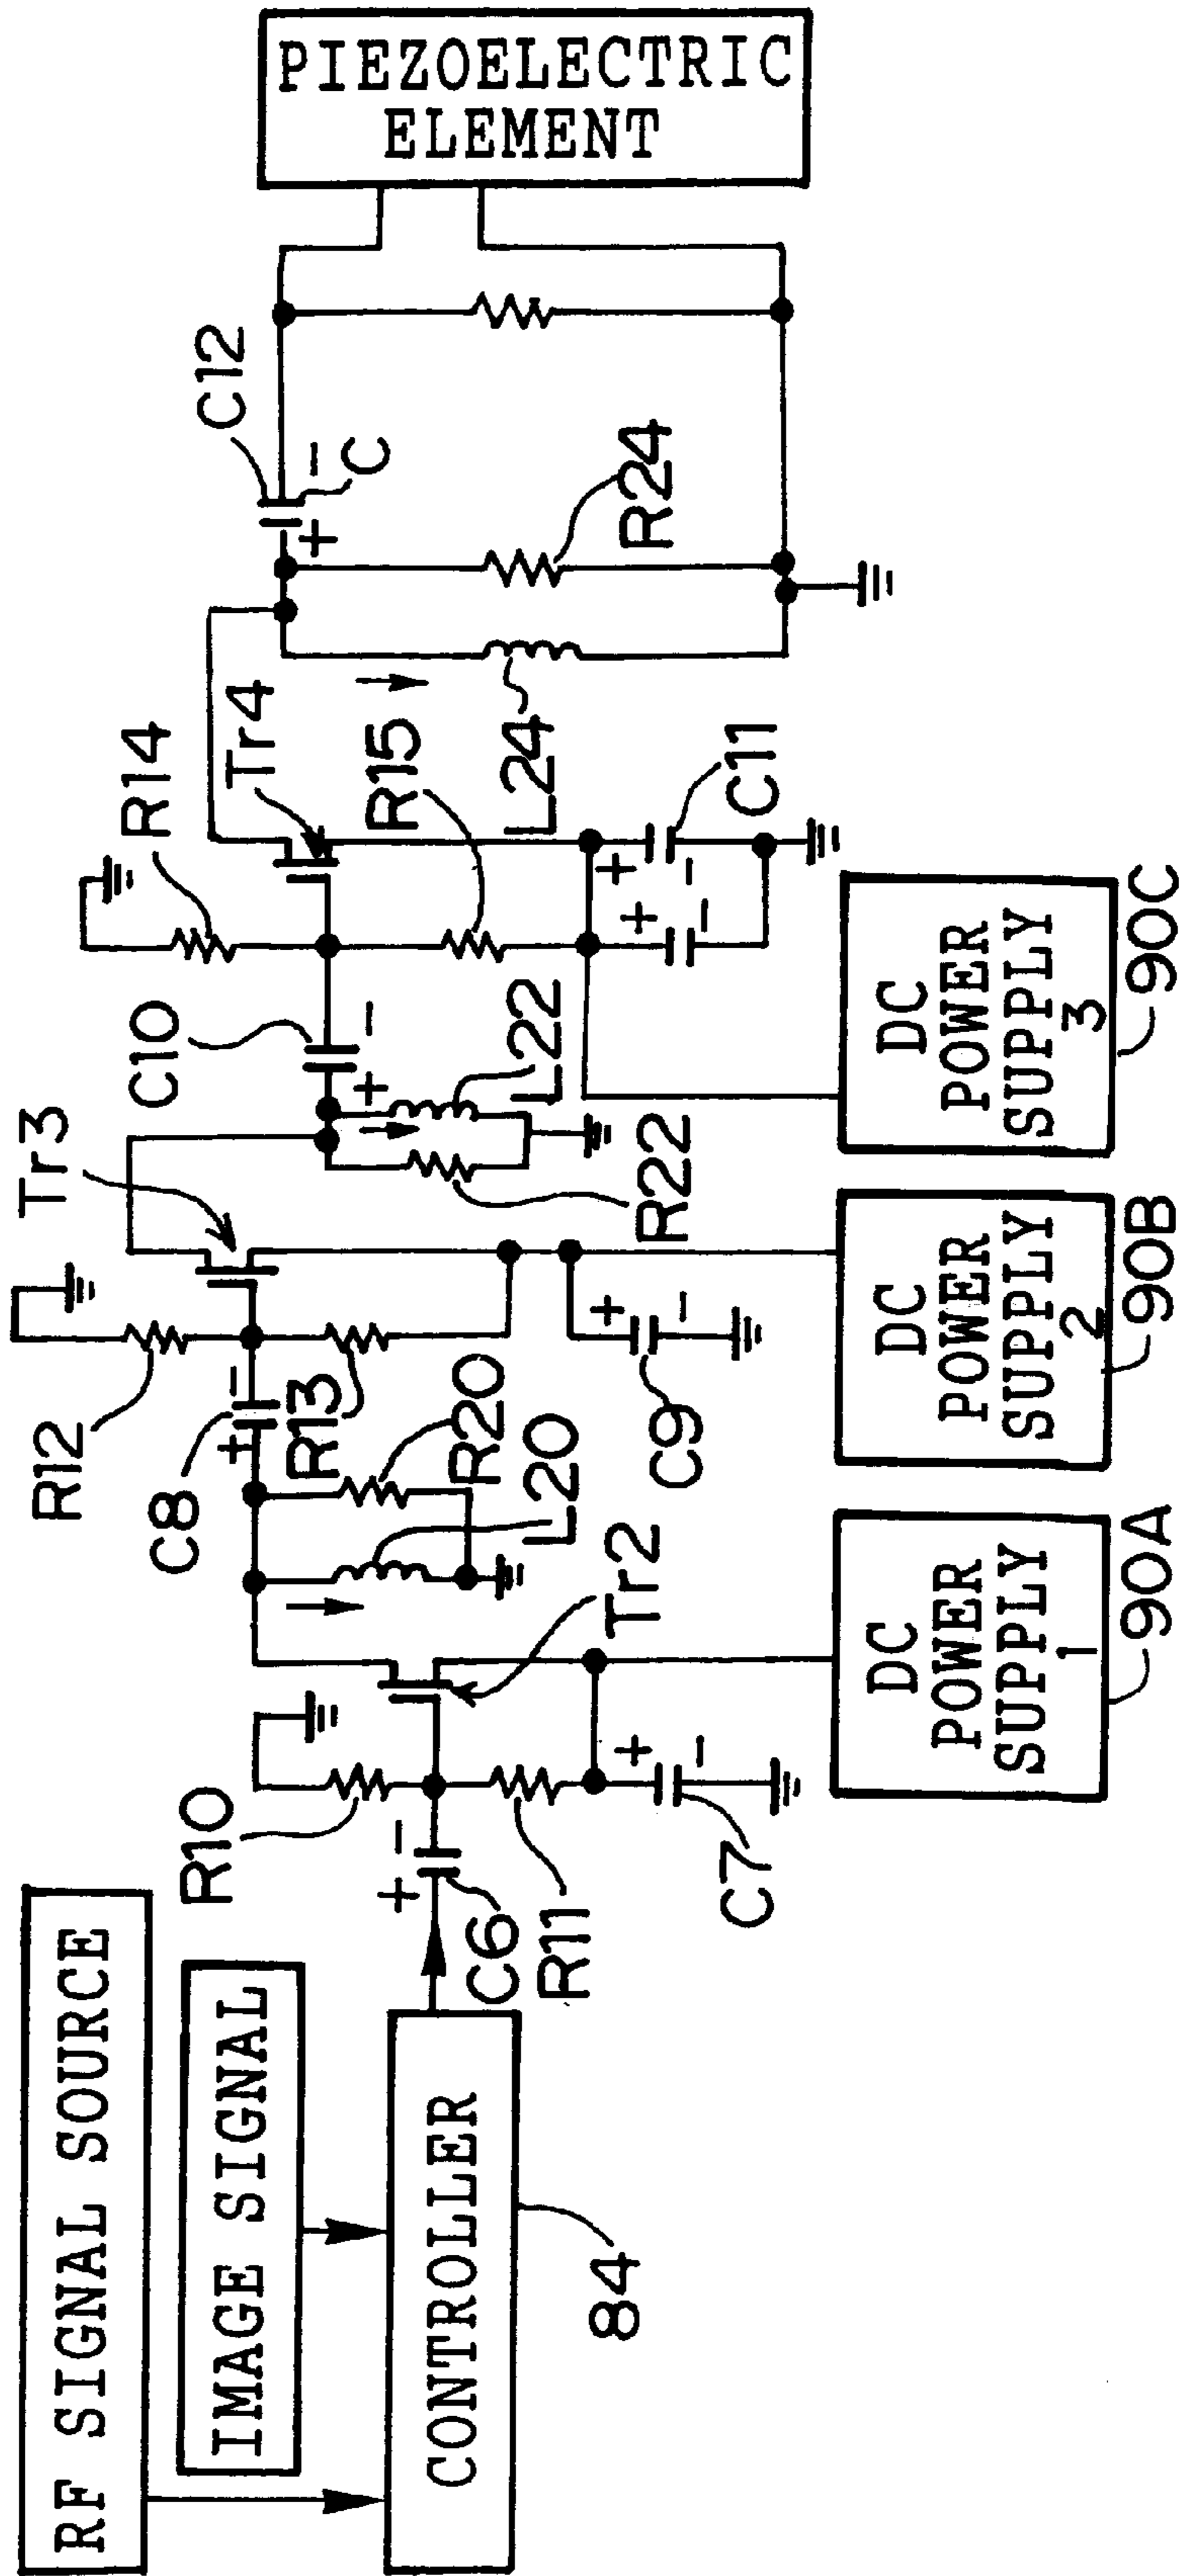 RF SIGNAL SOURCE
IMAGE SIGNAL
CONTROLLER
84
C6
+
−
R10
R11
C7
+
−
Tr2
DC
POWER
SUPPLY
1
90A
L20
R20
C8
+
−
R12
R13
Tr3
C9
+
−
DC
POWER
SUPPLY
2
90B
R22
L22
C10
+
−
R14
R15
Tr4
+
−
C11
+
−
DC
POWER
SUPPLY
3
90C
L24
R24
C12
+
−
C
PIEZOELECTRIC
ELEMENT